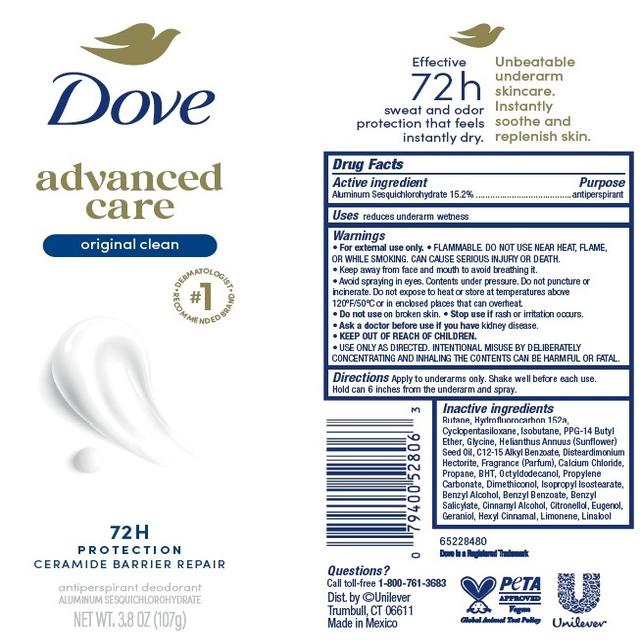 Dove
advanced
care
original clean
DERMATOLOGIST
#1
RECOMMENDED BRAND
72H
PROTECTION
CERAMIDE BARRIER REPAIR
antiperspirant deodorant
ALUMINUM SESQUICHLOROHYDRATE
NET WT. 3.8 OZ (107g)
Effective
72h
sweat and odor
protection that feels
instantly dry.
Unbeatable
underarm
skincare.
Instantly
soothe and
replenish skin.
Drug Facts
Active ingredient Purpose
Aluminum Sesquichlorohydrate 15.2% ........................ antiperspirant
Uses reduces underarm wetness
Warnings
• For external use only. • FLAMMABLE. DO NOT USE NEAR HEAT, FLAME,
OR WHILE SMOKING. CAN CAUSE SERIOUS INJURY OR DEATH.
• Keep away from face and mouth to avoid breathing it.
• Avoid spraying in eyes. Contents under pressure. Do not puncture or
incinerate. Do not expose to heat or store at temperatures above
120°F/50°C or in enclosed places that can overheat.
• Do not use on broken skin. • Stop use if rash or irritation occurs.
• Ask a doctor before use if you have kidney disease.
• KEEP OUT OF REACH OF CHILDREN.
• USE ONLY AS DIRECTED. INTENTIONAL MISUSE BY DELIBERATELY
CONCENTRATING AND INHALING THE CONTENTS CAN BE HARMFUL OR FATAL.
Directions Apply to underarms only. Shake well before each use.
Hold can 6 inches from the underarm and spray.
Inactive ingredients
Butane, Hydrofluorocarbon 152a,
Cyclopentasiloxane, Isobutane, PPG-14 Butyl
Ether, Glycine, Helianthus Annuus (Sunflower)
Seed Oil, C12-15 Alkyl Benzoate, Disteardimonium
Hectorite, Fragrance (Parfum), Calcium Chloride,
Propane, BHT, Octyldodecanol, Propylene
Carbonate, Dimethiconol, Isopropyl Isostearate,
Benzyl Alcohol, Benzyl Benzoate, Benzyl
Salicylate, Cinnamyl Alcohol, Citronellol, Eugenol,
Geraniol, Hexyl Cinnamal, Limonene, Linalool
0 79400 52806 3
65228480
Dove is a Registered Trademark
Questions?
Call toll-free 1-800-761-3683
Dist. by ©Unilever
Trumbull, CT 06611
Made in Mexico
PETA
APPROVED
Vegan
Global Animal Test Policy
Unilever